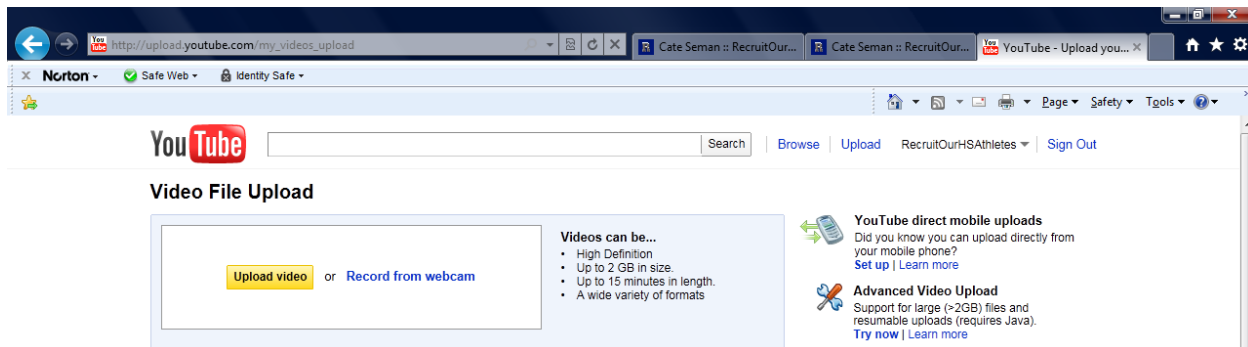 http://upload.youtube.com/my_videos_upload
Cate Seman :: RecruitOur...
Cate Seman :: RecruitOur...
YouTube - Upload you...
Norton
Safe Web
Identity Safe
Page Safety Tools
YouTube
Search
Browse Upload RecruitOurHSAthletes Sign Out
Video File Upload
Upload video or Record from webcam
Videos can be...
• High Definition
• Up to 2 GB in size.
• Up to 15 minutes in length.
• A wide variety of formats
YouTube direct mobile uploads
Did you know you can upload directly from
your mobile phone?
Set up | Learn more
Advanced Video Upload
Support for large (>2GB) files and
resumable uploads (requires Java).
Try now | Learn more